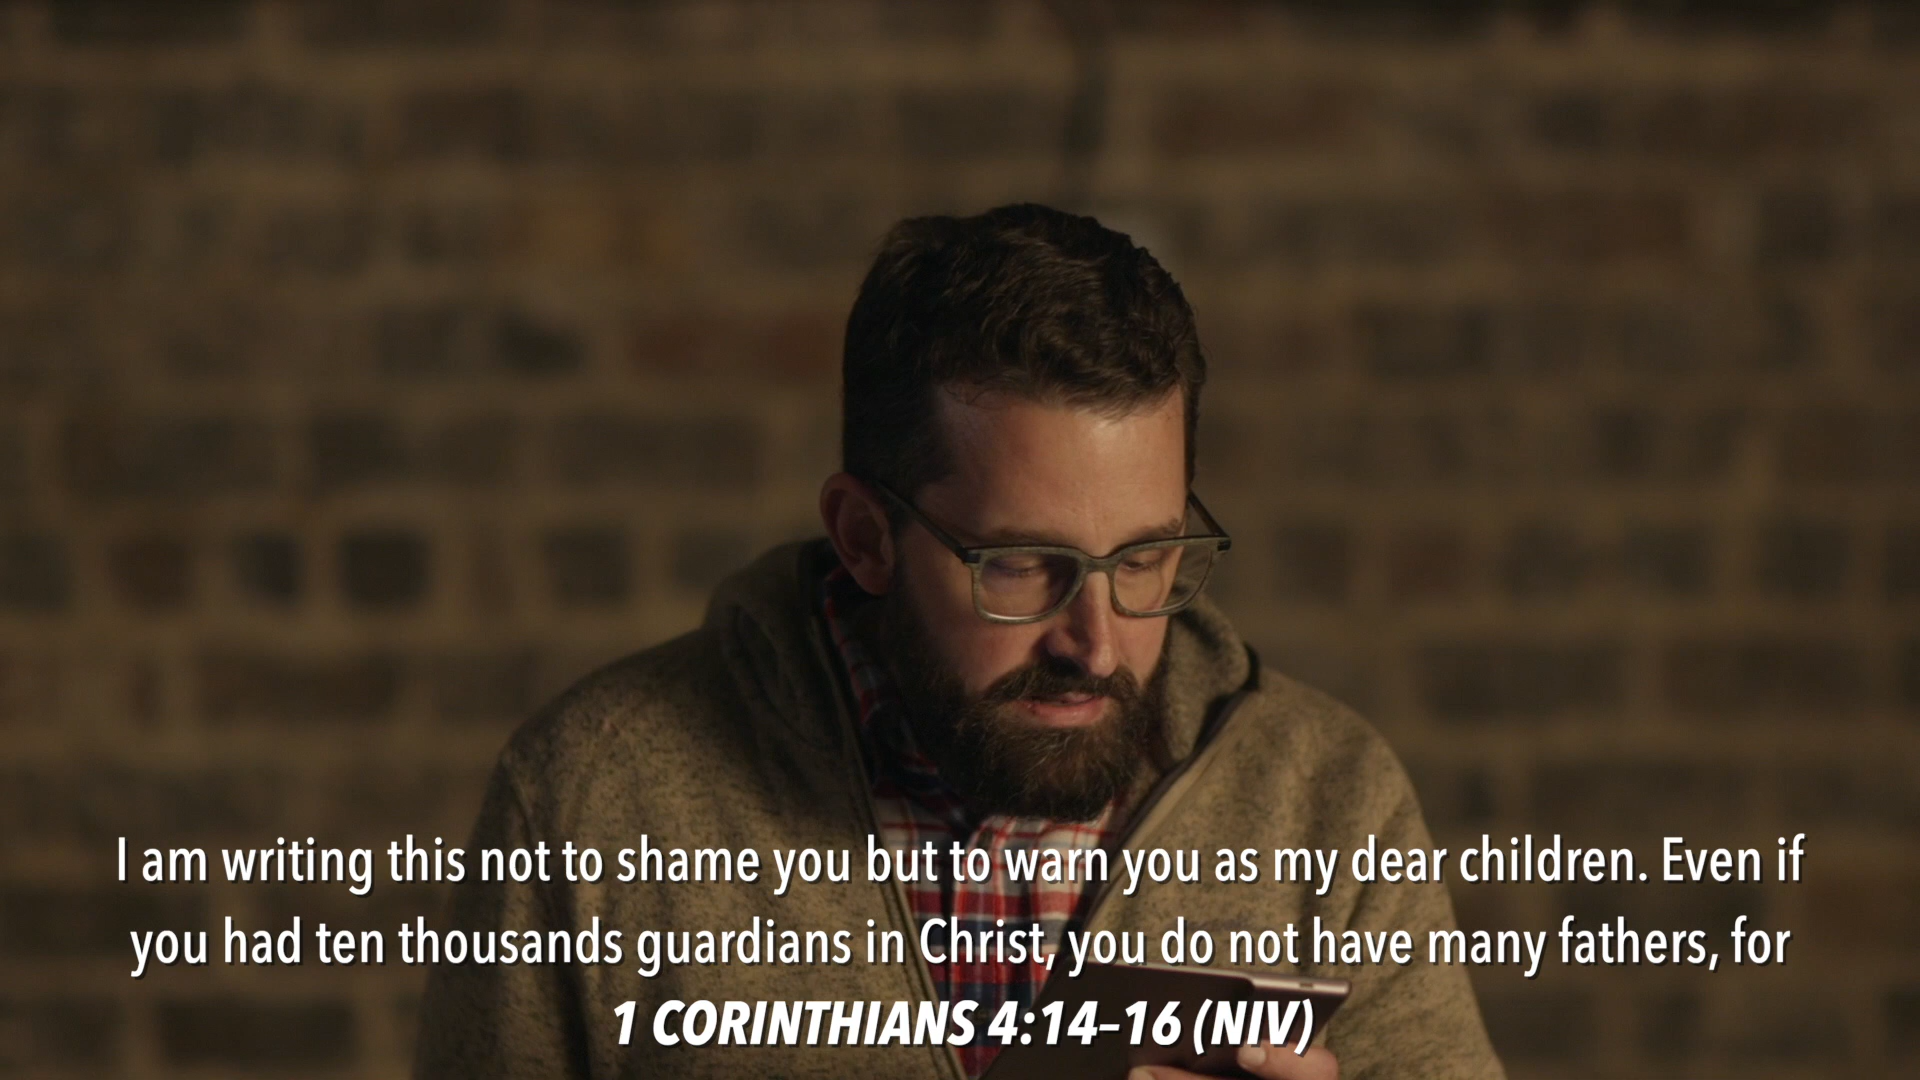 I am writing this not to shame you but to warn you as my dear children. Even if
you had ten thousands guardians in Christ, you do not have many fathers, for
1 CORINTHIANS 4:14–16 (NIV)